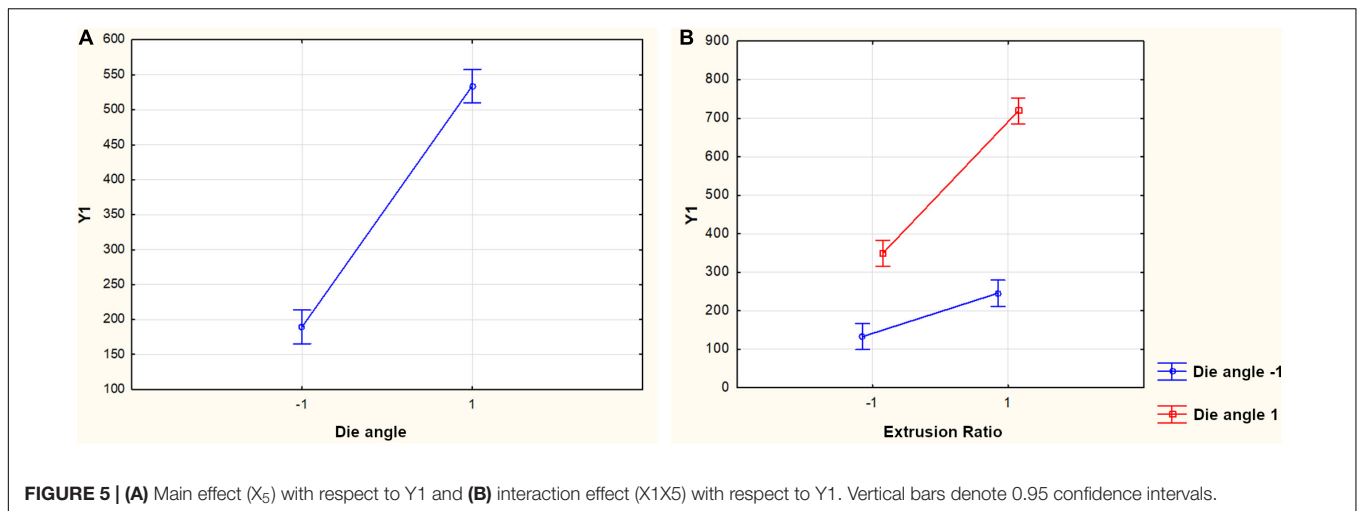 A
600
550
500
450
400
350
300
250
200
150
100
Y1
-1 1
Die angle
B
900
800
700
600
500
400
300
200
100
0
Y1
-1 1
Extrusion Ratio
Die angle -1
Die angle 1
FIGURE 5 | (A) Main effect (X₅) with respect to Y1 and (B) interaction effect (X1X5) with respect to Y1. Vertical bars denote 0.95 confidence intervals.